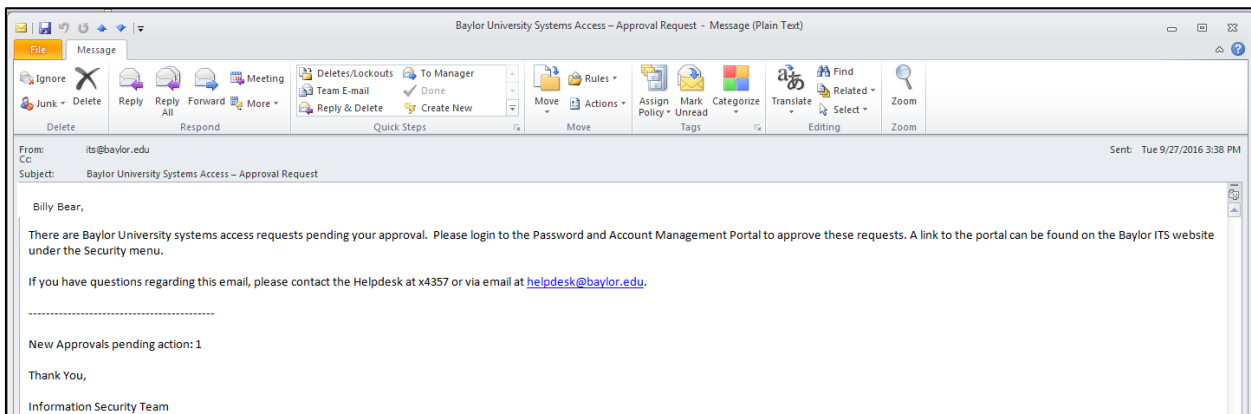 Baylor University Systems Access – Approval Request - Message (Plain Text)
File Message
Ignore
Junk
Delete
Reply
Reply All
Forward
Meeting
More
Deletes/Lockouts
Team E-mail
Reply & Delete
To Manager
Done
Create New
Move
Rules
Actions
Assign Policy
Mark Unread
Categorize
Translate
Find
Related
Select
Zoom
Delete Respond Quick Steps Move Tags Editing Zoom
From: its@baylor.edu Sent: Tue 9/27/2016 3:38 PM
Cc:
Subject: Baylor University Systems Access – Approval Request
Billy Bear,
There are Baylor University systems access requests pending your approval. Please login to the Password and Account Management Portal to approve these requests. A link to the portal can be found on the Baylor ITS website
under the Security menu.
If you have questions regarding this email, please contact the Helpdesk at x4357 or via email at helpdesk@baylor.edu.
-------------------------------------------
New Approvals pending action: 1
Thank You,
Information Security Team